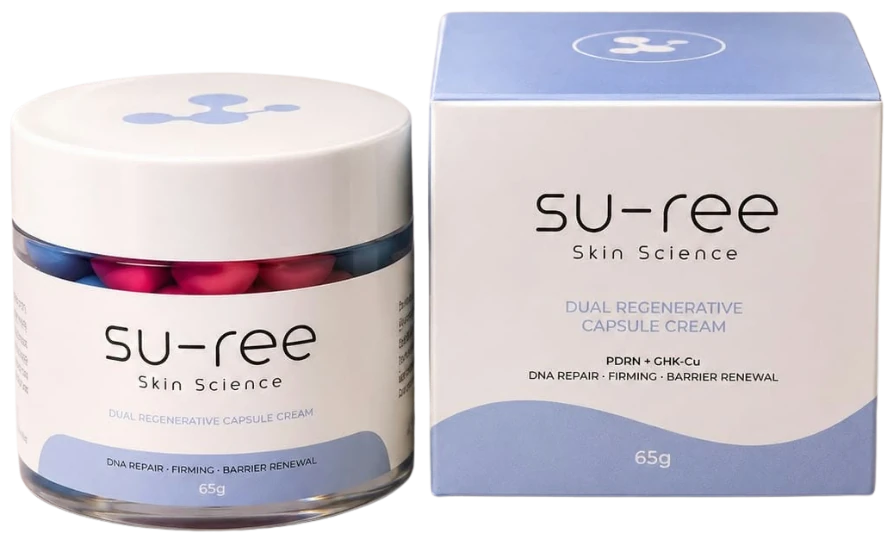 su-ree
Skin Science
DUAL REGENERATIVE CAPSULE CREAM
DNA REPAIR · FIRMING · BARRIER RENEWAL
65g
su-ree
Skin Science
DUAL REGENERATIVE
CAPSULE CREAM
PDRN + GHK-Cu
DNA REPAIR · FIRMING · BARRIER RENEWAL
65g